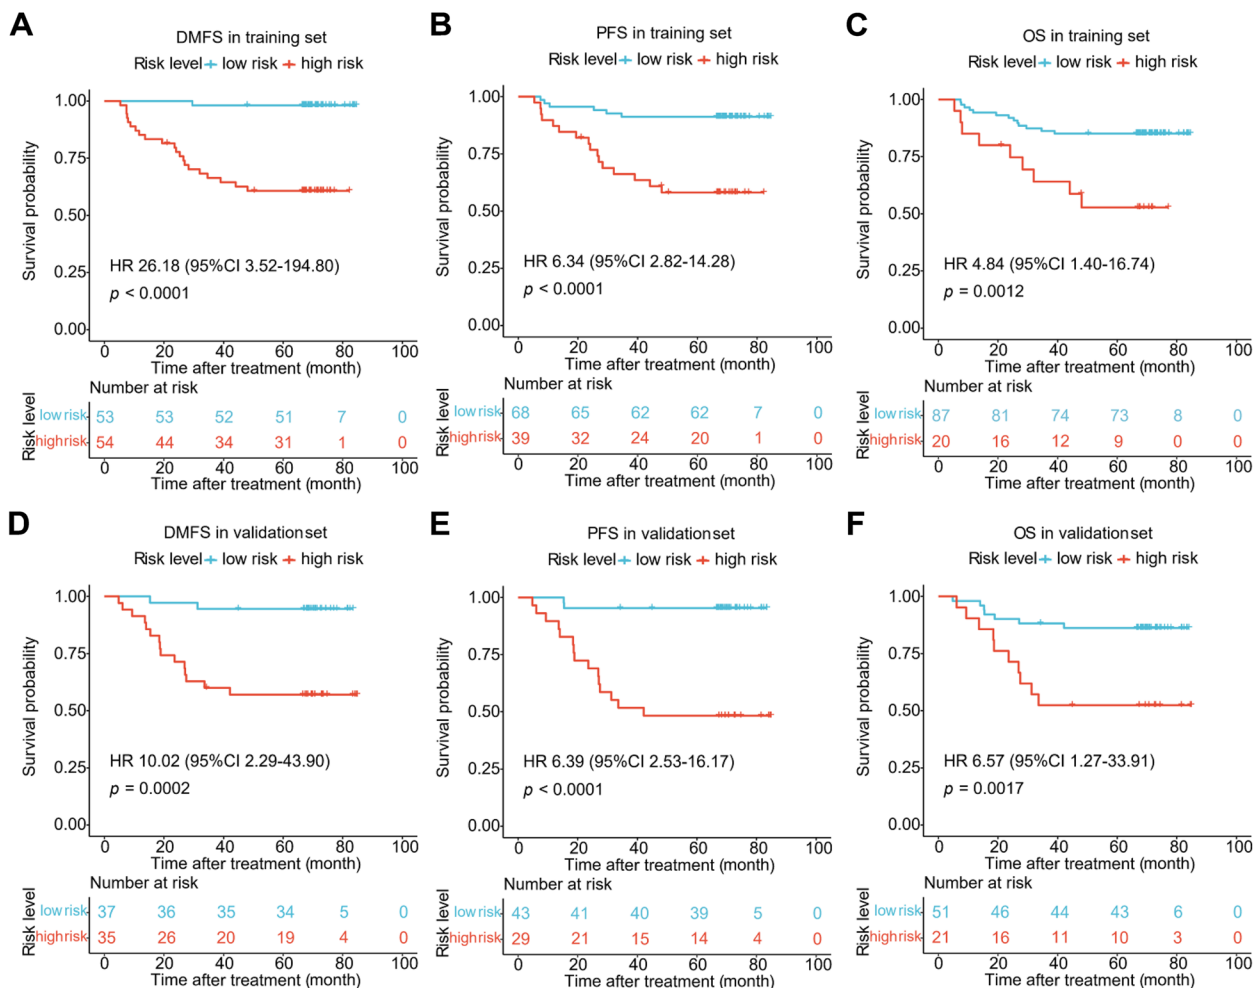 A
DMFS in training set
Risk level low risk high risk
Survival probability
1.00
0.75
0.50
0.25
0.00
HR 26.18 (95%CI 3.52-194.80)
p < 0.0001
0 20 40 60 80 100
Time after treatment (month)
Number at risk
Risk level
low risk 53 53 52 51 7 0
high risk 54 44 34 31 1 0
0 20 40 60 80 100
Time after treatment (month)
B
PFS in training set
Risk level low risk high risk
Survival probability
1.00
0.75
0.50
0.25
0.00
HR 6.34 (95%CI 2.82-14.28)
p < 0.0001
0 20 40 60 80 100
Time after treatment (month)
Number at risk
Risk level
low risk 68 65 62 62 7 0
high risk 39 32 24 20 1 0
0 20 40 60 80 100
Time after treatment (month)
C
OS in training set
Risk level low risk high risk
Survival probability
1.00
0.75
0.50
0.25
0.00
HR 4.84 (95%CI 1.40-16.74)
p = 0.0012
0 20 40 60 80 100
Time after treatment (month)
Number at risk
Risk level
low risk 87 81 74 73 8 0
high risk 20 16 12 9 0 0
0 20 40 60 80 100
Time after treatment (month)
D
DMFS in validation set
Risk level low risk high risk
Survival probability
1.00
0.75
0.50
0.25
0.00
HR 10.02 (95%CI 2.29-43.90)
p = 0.0002
0 20 40 60 80 100
Time after treatment (month)
Number at risk
Risk level
low risk 37 36 35 34 5 0
high risk 35 26 20 19 4 0
0 20 40 60 80 100
Time after treatment (month)
E
PFS in validation set
Risk level low risk high risk
Survival probability
1.00
0.75
0.50
0.25
0.00
HR 6.39 (95%CI 2.53-16.17)
p < 0.0001
0 20 40 60 80 100
Time after treatment (month)
Number at risk
Risk level
low risk 43 41 40 39 5 0
high risk 29 21 15 14 4 0
0 20 40 60 80 100
Time after treatment (month)
F
OS in validation set
Risk level low risk high risk
Survival probability
1.00
0.75
0.50
0.25
0.00
HR 6.57 (95%CI 1.27-33.91)
p = 0.0017
0 20 40 60 80 100
Time after treatment (month)
Number at risk
Risk level
low risk 51 46 44 43 6 0
high risk 21 16 11 10 3 0
0 20 40 60 80 100
Time after treatment (month)